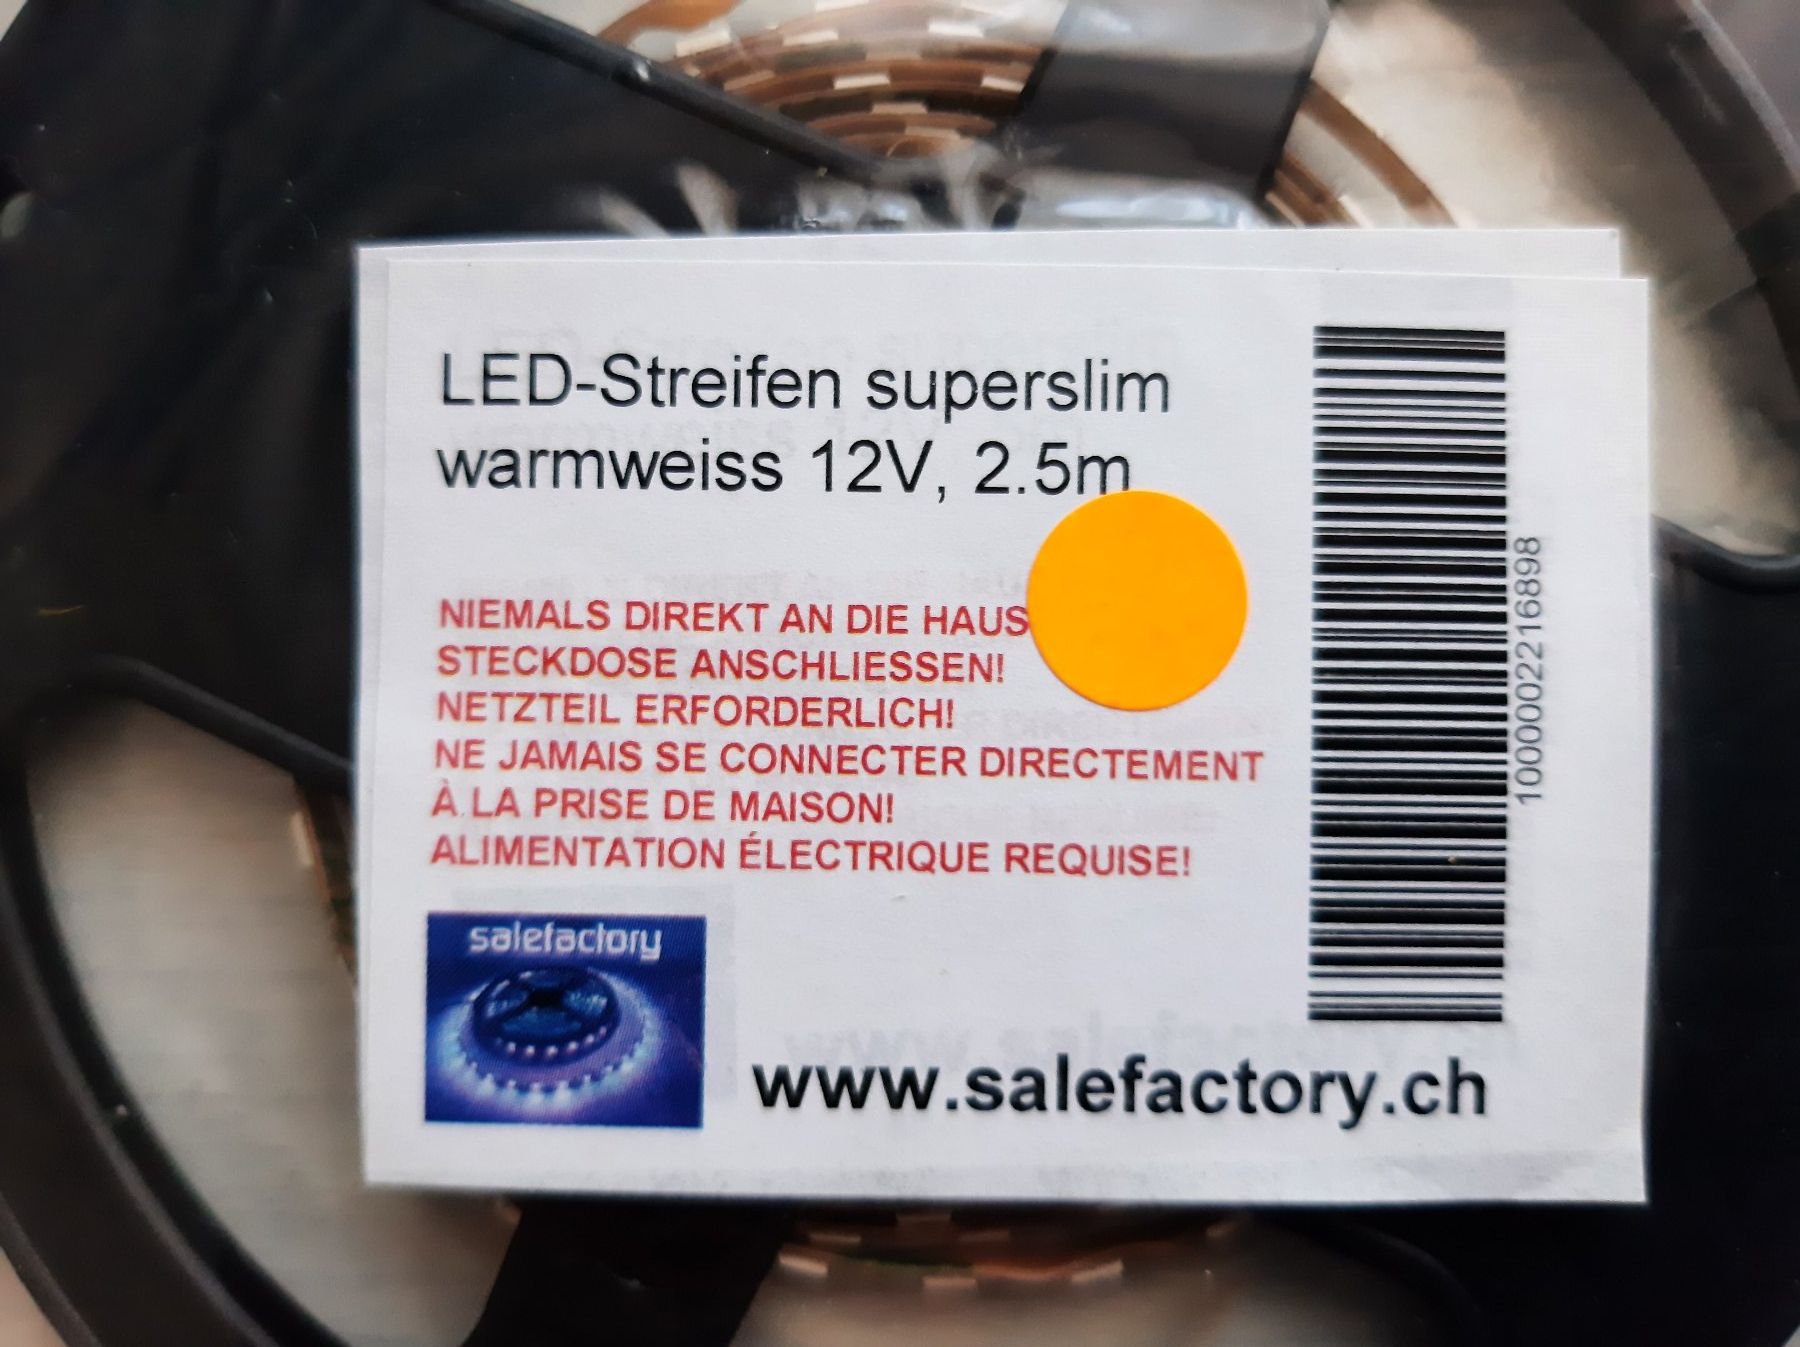 LED-Streifen superslim
warmweiss 12V, 2.5m
NIEMALS DIREKT AN DIE HAUS
STECKDOSE ANSCHLIESSEN!
NETZTEIL ERFORDERLICH!
NE JAMAIS SE CONNECTER DIRECTEMENT
À LA PRISE DE MAISON!
ALIMENTATION ÉLECTRIQUE REQUISE!
salefactory
www.salefactory.ch
1000002216898